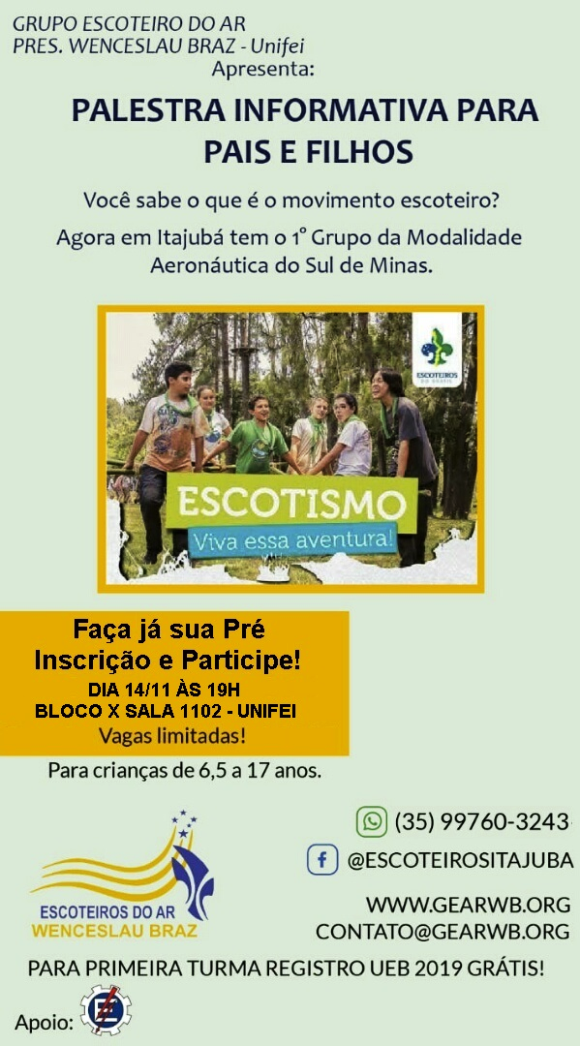 GRUPO ESCOTEIRO DO AR
PRES. WENCESLAU BRAZ - Unifei
Apresenta:
PALESTRA INFORMATIVA PARA
PAIS E FILHOS
Você sabe o que é o movimento escoteiro?
Agora em Itajubá tem o 1° Grupo da Modalidade
Aeronáutica do Sul de Minas.
ESCOTEIROS
DO BRASIL
ESCOTISMO
Viva essa aventura!
Faça já sua Pré
Inscrição e Participe!
DIA 14/11 ÀS 19H
BLOCO X SALA 1102 - UNIFEI
Vagas limitadas!
Para crianças de 6,5 a 17 anos.
(35) 99760-3243
@ESCOTEIROSITAJUBA
WWW.GEARWB.ORG
CONTATO@GEARWB.ORG
ESCOTEIROS DO AR
WENCESLAU BRAZ
PARA PRIMEIRA TURMA REGISTRO UEB 2019 GRÁTIS!
Apoio: